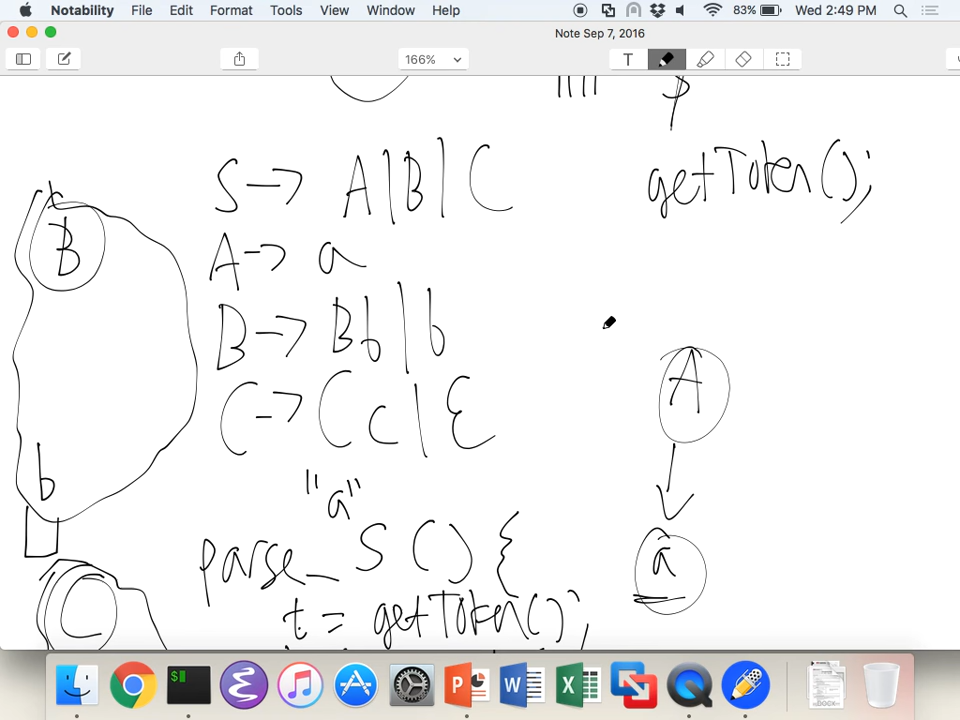 Notability File Edit Format Tools View Window Help 83% Wed 2:49 PM
Note Sep 7, 2016
166% T
S → A | B | C
getToken();
A → a
B → Bb | b
C → Cc | ε
"a"
parse_S() {
t = getToken();
B
b
C
A
a
$ P W X